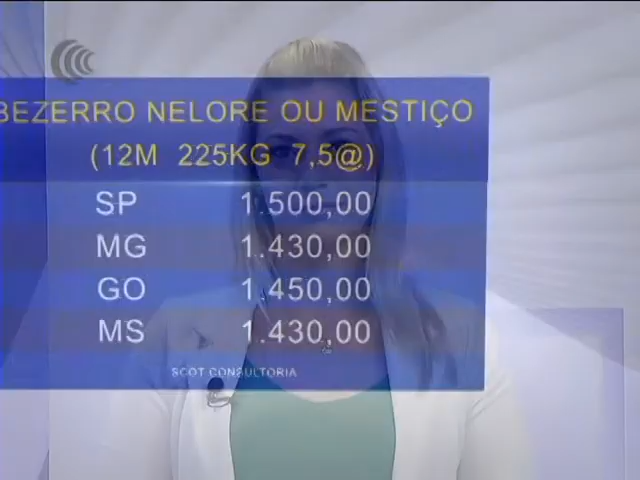 BEZERRO NELORE OU MESTIÇO
(12M 225KG 7,5@)
SP 1.500,00
MG 1.430,00
GO 1.450,00
MS 1.430,00
SCOT CONSULTORIA